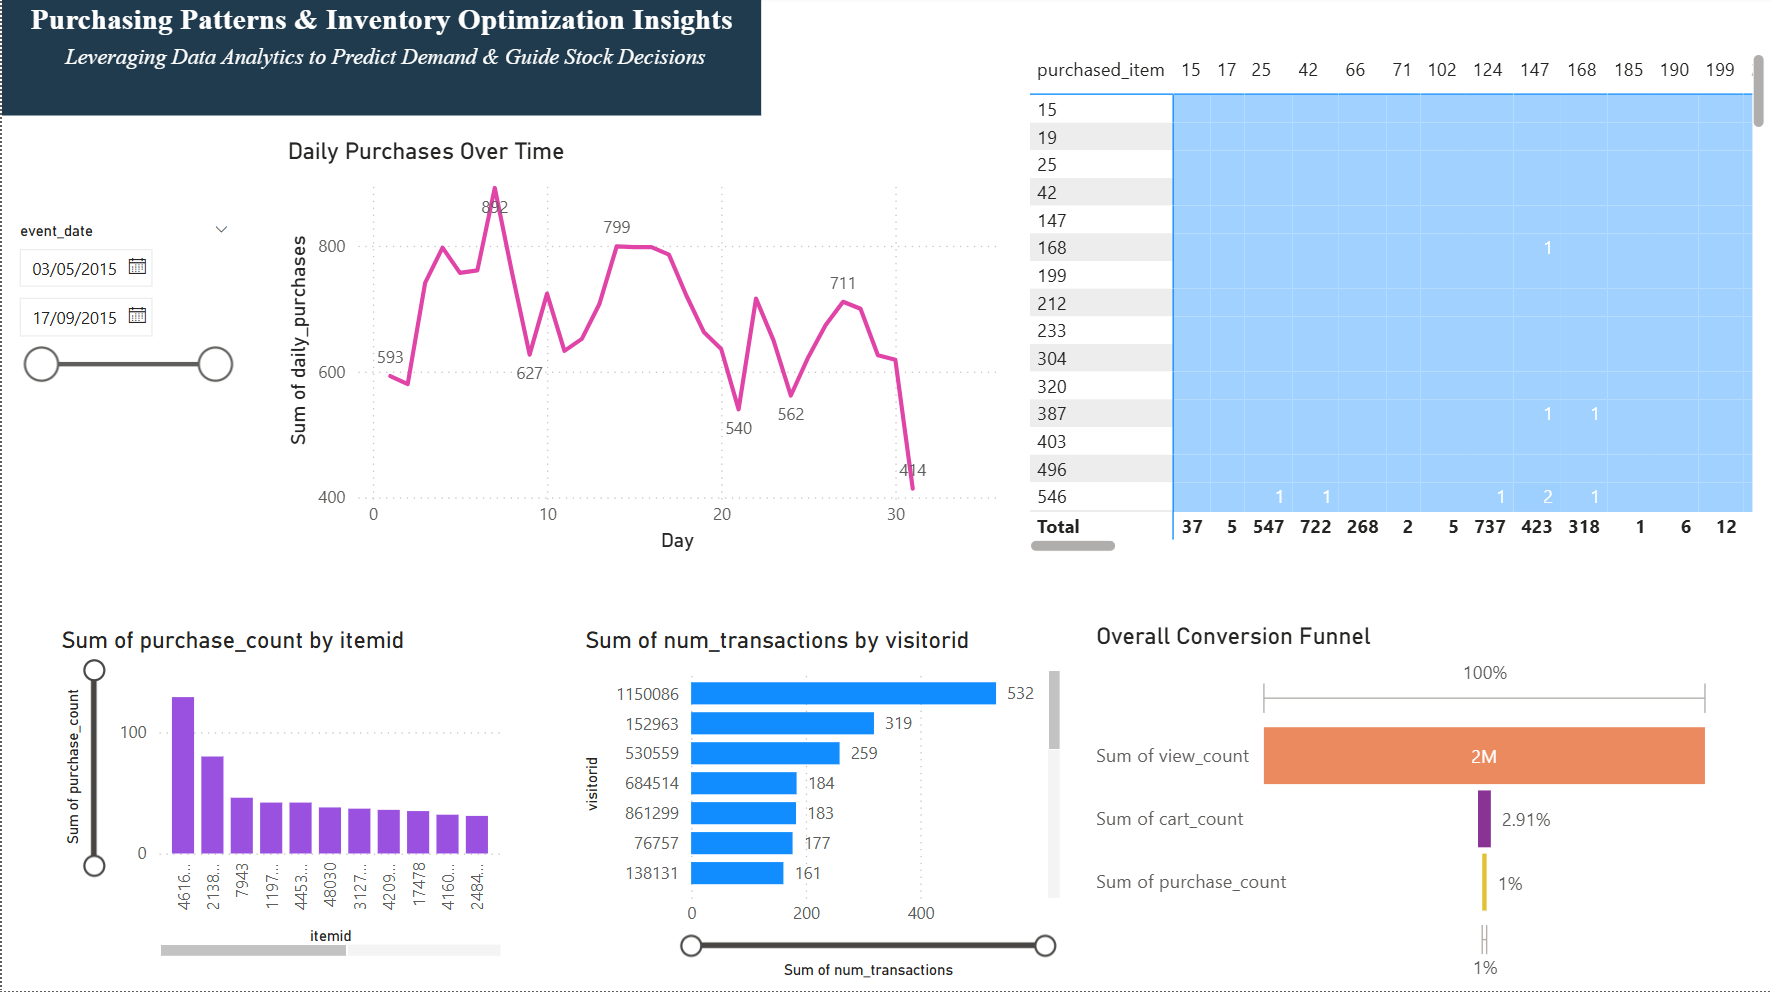 Purchasing Patterns & Inventory Optimization Insights
Leveraging Data Analytics to Predict Demand & Guide Stock Decisions
event_date
03/05/2015
17/09/2015
Daily Purchases Over Time
Sum of daily_purchases
800
600
400
593
892
627
799
540
562
711
414
0 10 20 30
Day
purchased_item 15 17 25 42 66 71 102 124 147 168 185 190 199
15
19
25
42
147
168 1
199
212
233
304
320
387 1 1
403
496
546 1 1 1 2 1
Total 37 5 547 722 268 2 5 737 423 318 1 6 12
Sum of purchase_count by itemid
Sum of purchase_count
100
0
4616...
2138...
7943
1197...
4453...
48030
3127...
4209...
17478
4160...
2484...
itemid
Sum of num_transactions by visitorid
visitorid
1150086 532
152963 319
530559 259
684514 184
861299 183
76757 177
138131 161
0 200 400
Sum of num_transactions
Overall Conversion Funnel
100%
Sum of view_count 2M
Sum of cart_count 2.91%
Sum of purchase_count 1%
1%